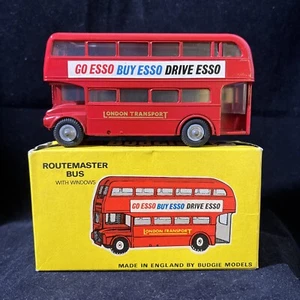 GO ESSO BUY ESSO DRIVE ESSO
LONDON TRANSPORT
ROUTEMASTER
BUS
WITH WINDOWS
GO ESSO BUY ESSO DRIVE ESSO
LONDON TRANSPORT
MADE IN ENGLAND BY BUDGIE MODELS